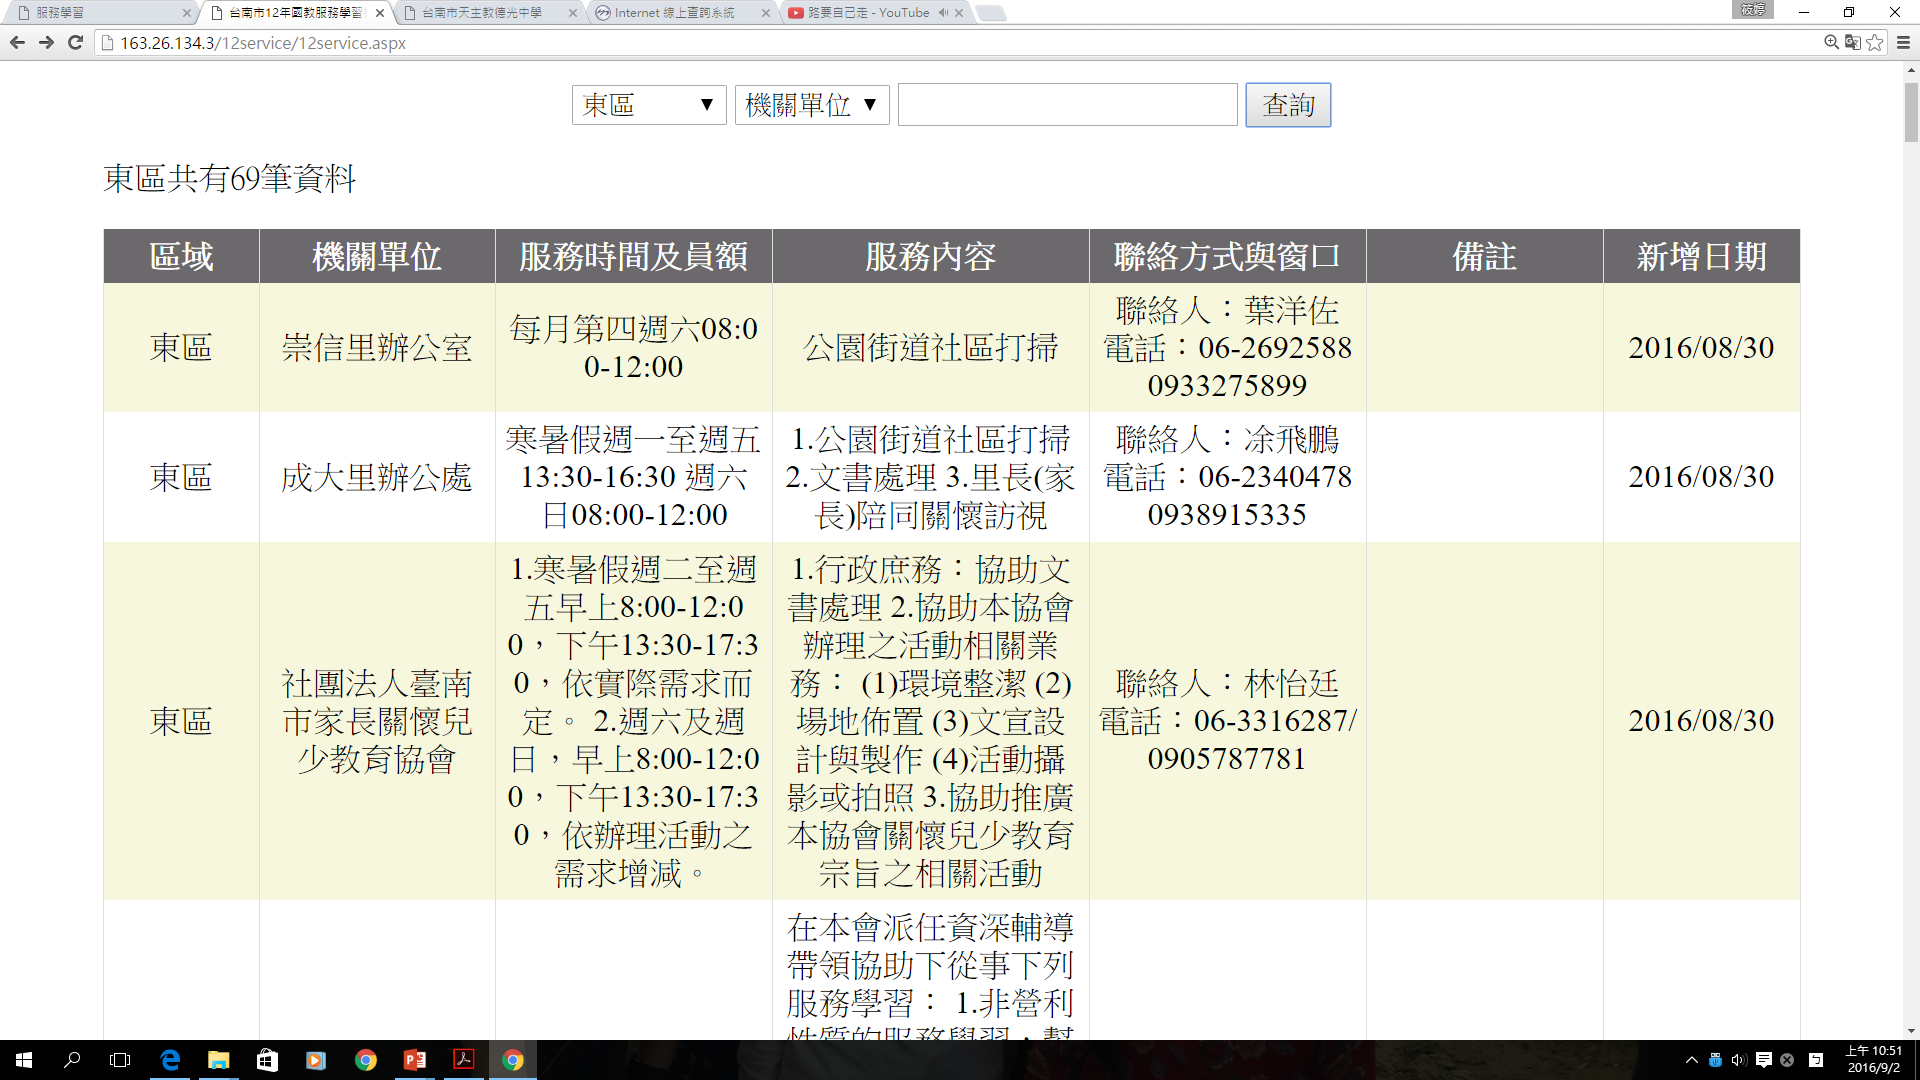 服務學習
台南市12年國教服務學習
台南市天主教德光中學
Internet 線上查詢系統
路要自己走 - YouTube
筱婷
163.26.134.3/12service/12service.aspx
東區
機關單位
查詢
東區共有69筆資料
區域 機關單位 服務時間及員額 服務內容 聯絡方式與窗口 備註 新增日期
東區
崇信里辦公室
每月第四週六08:0
0-12:00
公園街道社區打掃
聯絡人：葉洋佐
電話：06-2692588
0933275899
2016/08/30
東區
成大里辦公處
寒暑假週一至週五
13:30-16:30 週六
日08:00-12:00
1.公園街道社區打掃
2.文書處理 3.里長(家
長)陪同關懷訪視
聯絡人：凃飛鵬
電話：06-2340478
0938915335
2016/08/30
東區
社團法人臺南
市家長關懷兒
少教育協會
1.寒暑假週二至週
五早上8:00-12:0
0，下午13:30-17:3
0，依實際需求而
定。 2.週六及週
日，早上8:00-12:0
0，下午13:30-17:3
0，依辦理活動之
需求增減。
1.行政庶務：協助文
書處理 2.協助本協會
辦理之活動相關業
務： (1)環境整潔 (2)
場地佈置 (3)文宣設
計與製作 (4)活動攝
影或拍照 3.協助推廣
本協會關懷兒少教育
宗旨之相關活動
聯絡人：林怡廷
電話：06-3316287/
0905787781
2016/08/30
在本會派任資深輔導
帶領協助下從事下列
服務學習： 1.非營利
性質的服務學習，幫
上午 10:51
2016/9/2